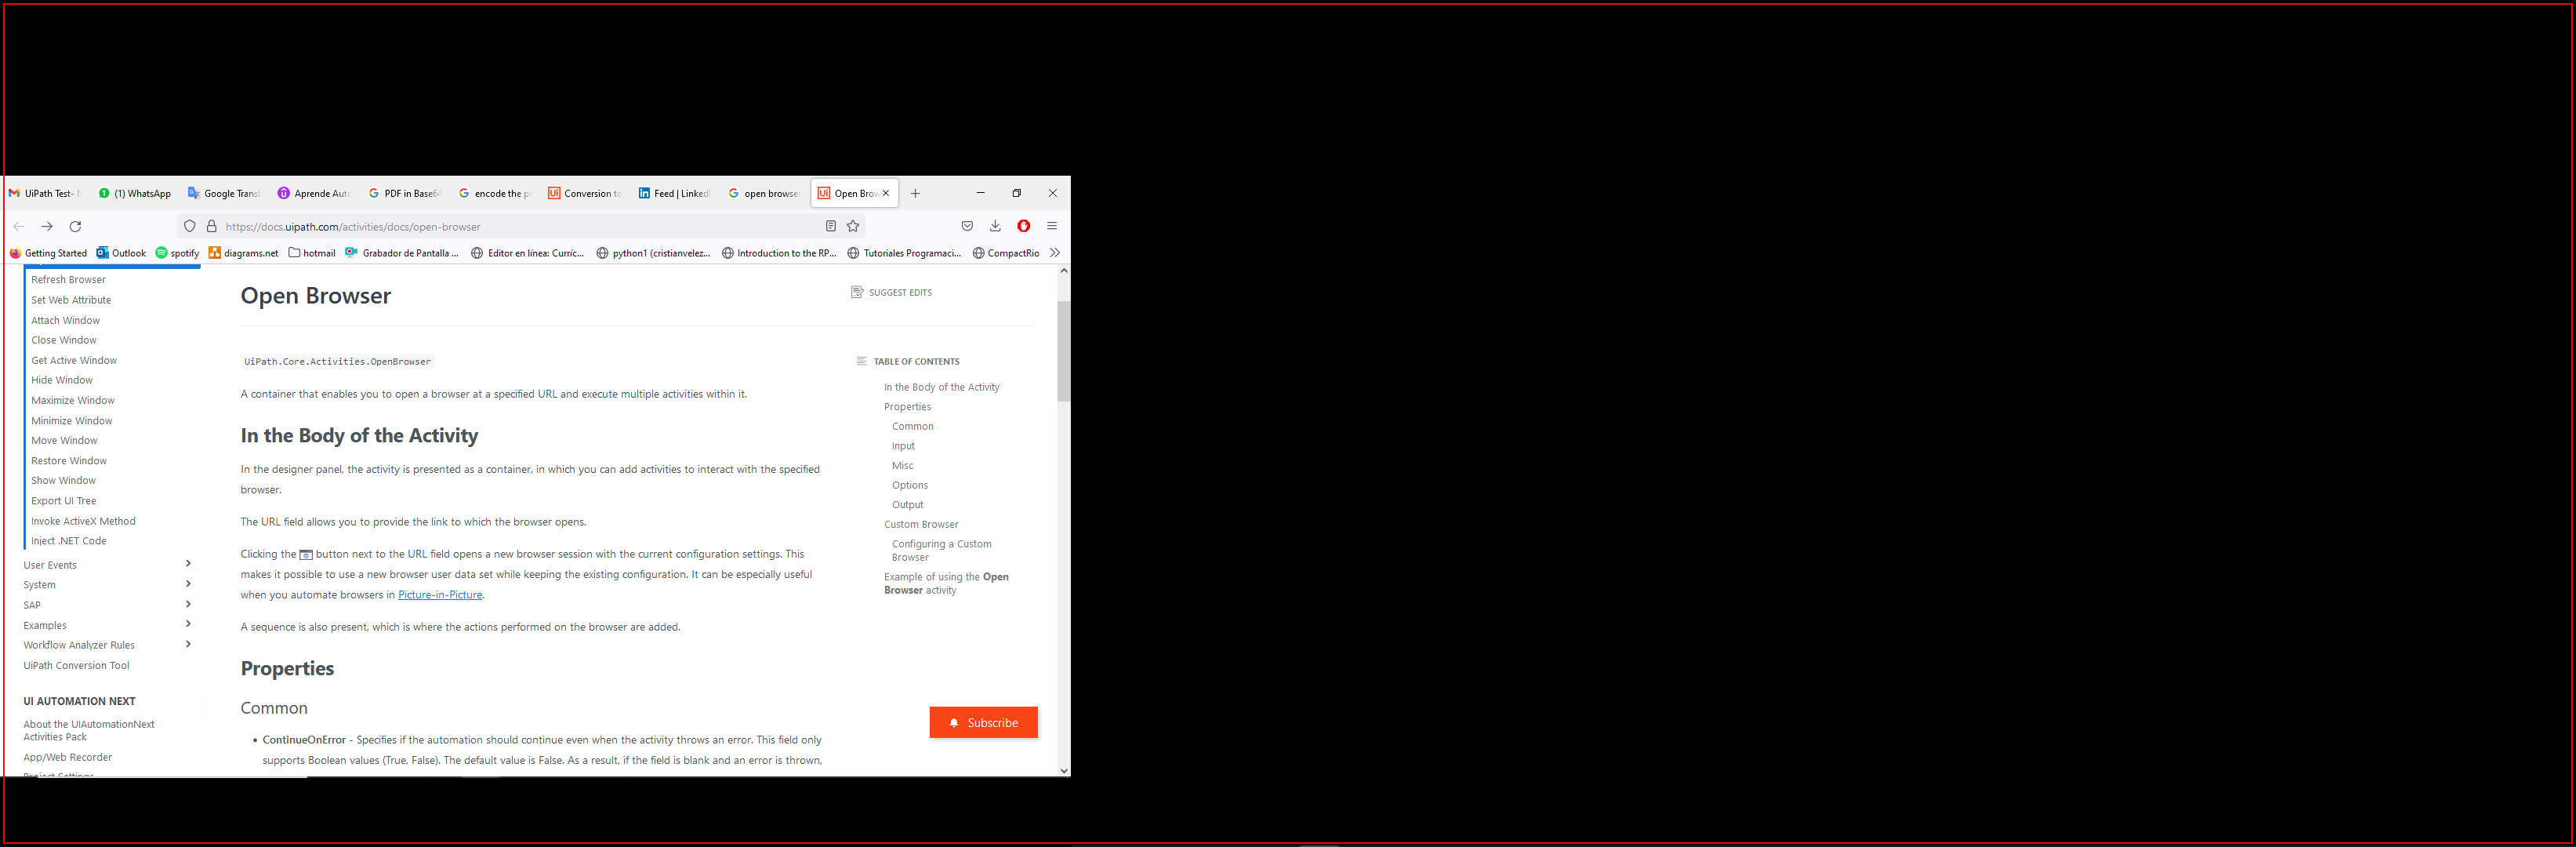 UiPath Test-
(1) WhatsApp
Google Trans
Aprende Auto
PDF in Base64
encode the p
Conversion to
Feed | LinkedI
open browser
Open Brow
https://docs.uipath.com/activities/docs/open-browser
Getting Started
Outlook
spotify
diagrams.net
hotmail
Grabador de Pantalla ...
Editor en línea: Curríc...
python1 (cristianvelez...
Introduction to the RP...
Tutoriales Programaci...
CompactRio
Refresh Browser
Set Web Attribute
Attach Window
Close Window
Get Active Window
Hide Window
Maximize Window
Minimize Window
Move Window
Restore Window
Show Window
Export UI Tree
Invoke ActiveX Method
Inject .NET Code
User Events
System
SAP
Examples
Workflow Analyzer Rules
UiPath Conversion Tool
UI AUTOMATION NEXT
About the UIAutomationNext
Activities Pack
App/Web Recorder
Project Settings
Open Browser
SUGGEST EDITS
UiPath.Core.Activities.OpenBrowser
A container that enables you to open a browser at a specified URL and execute multiple activities within it.
In the Body of the Activity
In the designer panel, the activity is presented as a container, in which you can add activities to interact with the specified
browser.
The URL field allows you to provide the link to which the browser opens.
Clicking the button next to the URL field opens a new browser session with the current configuration settings. This
makes it possible to use a new browser user data set while keeping the existing configuration. It can be especially useful
when you automate browsers in Picture-in-Picture.
A sequence is also present, which is where the actions performed on the browser are added.
Properties
Common
• ContinueOnError - Specifies if the automation should continue even when the activity throws an error. This field only
supports Boolean values (True, False). The default value is False. As a result, if the field is blank and an error is thrown,
TABLE OF CONTENTS
In the Body of the Activity
Properties
Common
Input
Misc
Options
Output
Custom Browser
Configuring a Custom
Browser
Example of using the Open
Browser activity
Subscribe